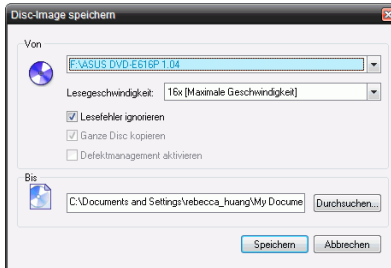 Disc-Image speichern
Von
F:\ASUS DVD-E616P 1.04
Lesegeschwindigkeit: 16x [Maximale Geschwindigkeit]
Lesefehler ignorieren
Ganze Disc kopieren
Defektmanagement aktivieren
Bis
C:\Documents and Settings\rebecca_huang\My Docume Durchsuchen...
Speichern Abbrechen